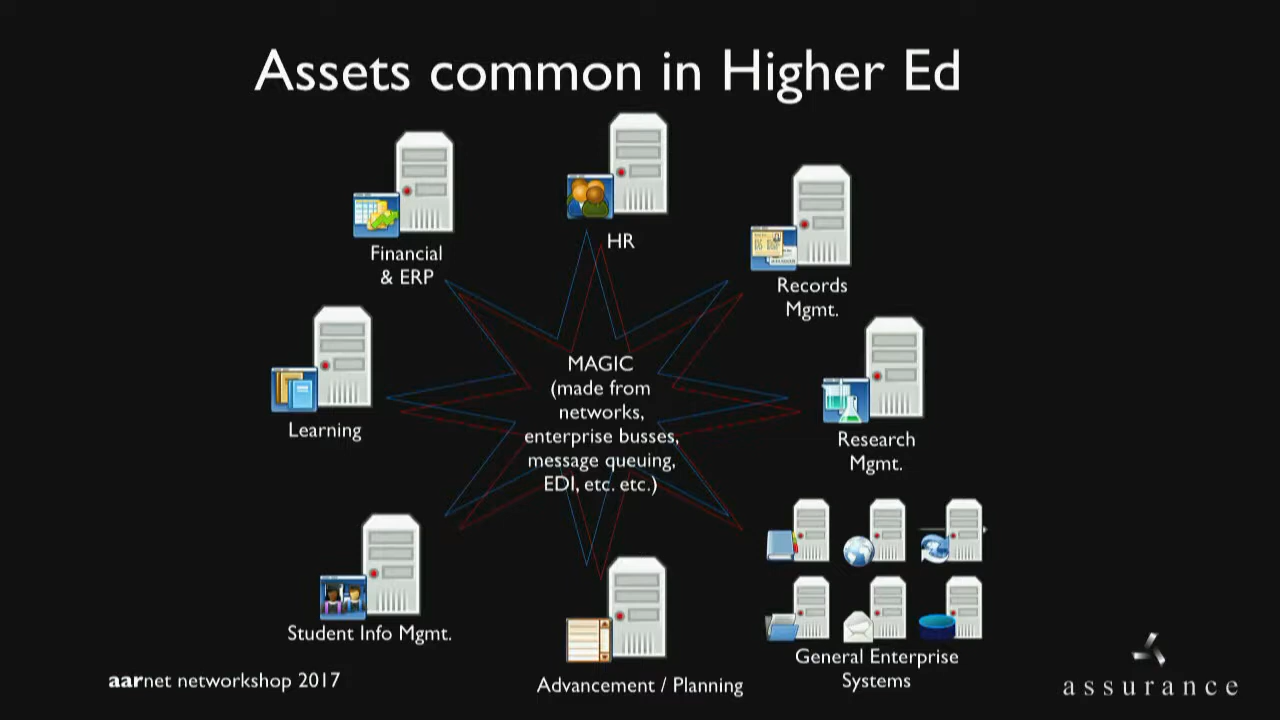 Assets common in Higher Ed
Financial
& ERP
HR
Records
Mgmt.
Learning
MAGIC
(made from
networks,
enterprise busses,
message queuing,
EDI, etc. etc.)
Research
Mgmt.
Student Info Mgmt.
Advancement / Planning
General Enterprise
Systems
aarnet networkshop 2017
assurance